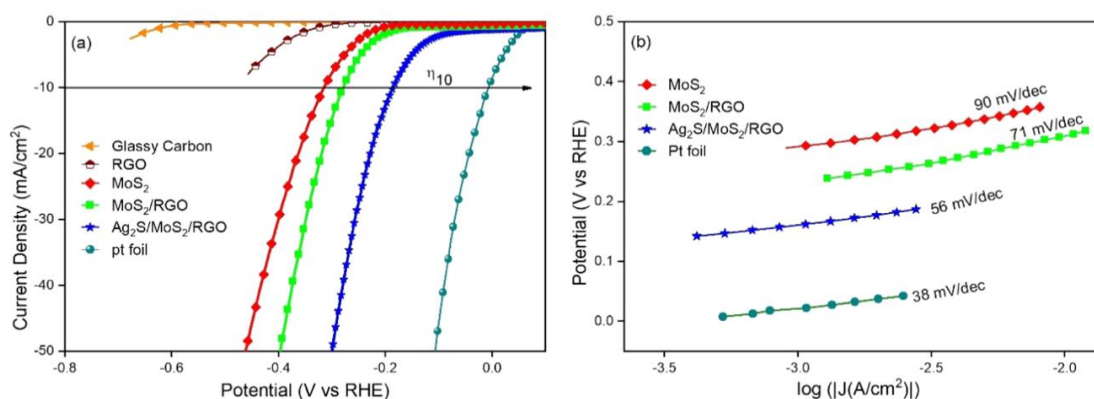 (a)
η10
Glassy Carbon
RGO
MoS2
MoS2/RGO
Ag2S/MoS2/RGO
pt foil
Current Density (mA/cm2)
0
-10
-20
-30
-40
-50
-0.8
-0.6
-0.4
-0.2
0.0
Potential (V vs RHE)
(b)
MoS2
MoS2/RGO
Ag2S/MoS2/RGO
Pt foil
90 mV/dec
71 mV/dec
56 mV/dec
38 mV/dec
Potential (V vs RHE)
0.5
0.4
0.3
0.2
0.1
0.0
-3.5
-3.0
-2.5
-2.0
log (|J(A/cm2)|)